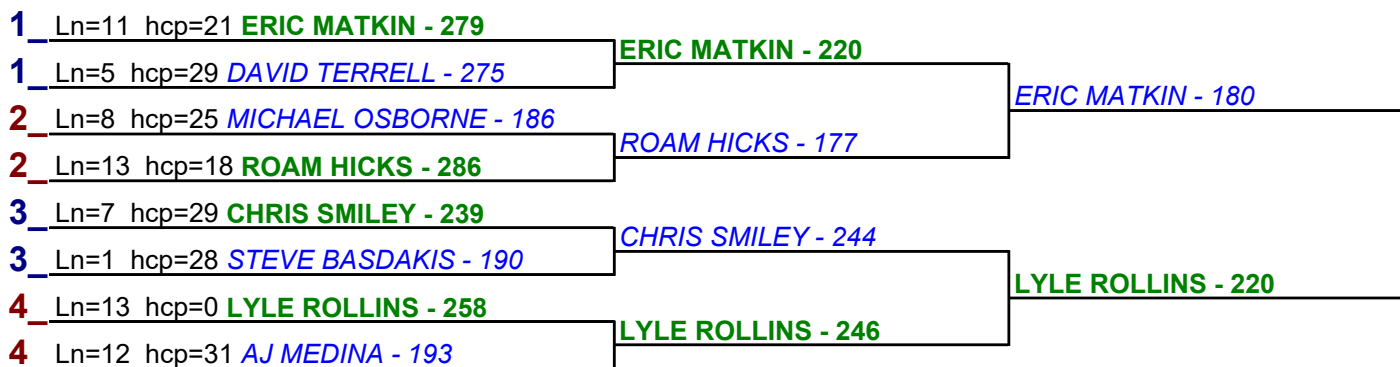 1_ Ln=11 hcp=21 ERIC MATKIN - 279
ERIC MATKIN - 220
1_ Ln=5 hcp=29 DAVID TERRELL - 275
ERIC MATKIN - 180
2_ Ln=8 hcp=25 MICHAEL OSBORNE - 186
ROAM HICKS - 177
2_ Ln=13 hcp=18 ROAM HICKS - 286
3_ Ln=7 hcp=29 CHRIS SMILEY - 239
CHRIS SMILEY - 244
3_ Ln=1 hcp=28 STEVE BASDAKIS - 190
LYLE ROLLINS - 220
4_ Ln=13 hcp=0 LYLE ROLLINS - 258
LYLE ROLLINS - 246
4 Ln=12 hcp=31 AJ MEDINA - 193